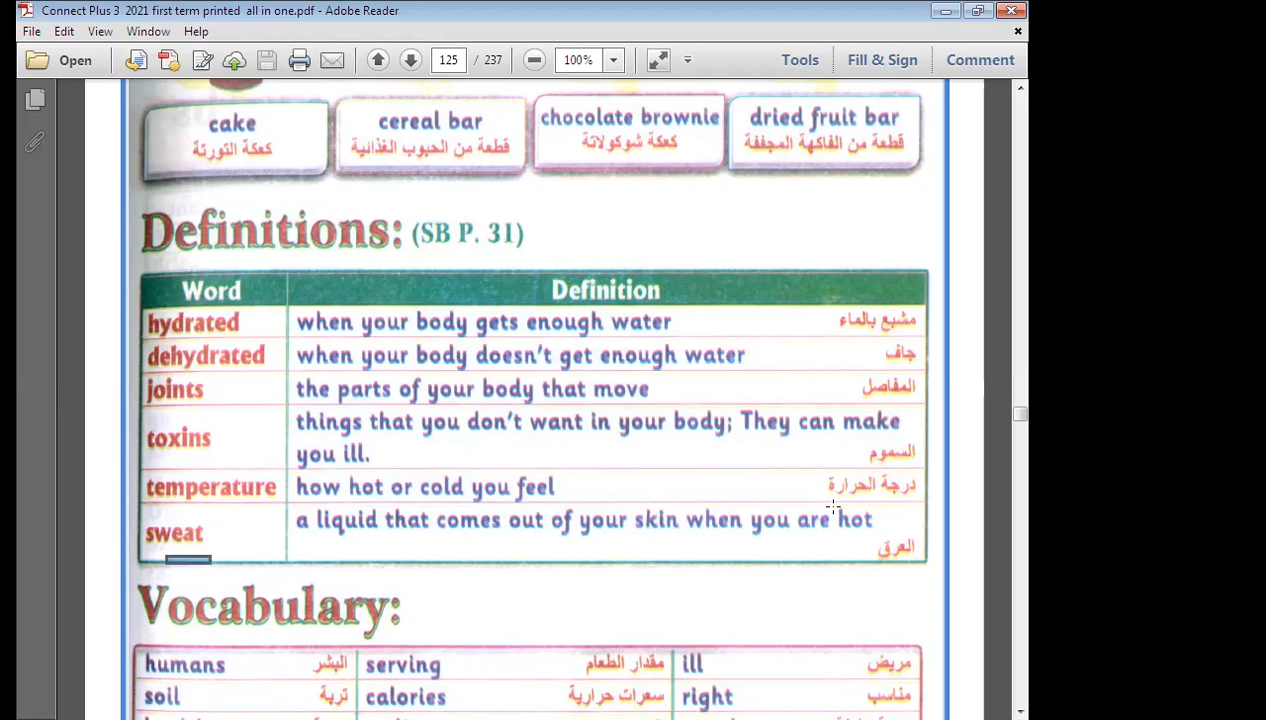 Connect Plus 3 2021 first term printed all in one.pdf - Adobe Reader
File Edit View Window Help
Open 125 / 237 100% Tools Fill & Sign Comment
cake cereal bar chocolate brownie dried fruit bar
كعكة التورتة قطعة من الحبوب الغذائية كعكة شوكولاتة قطعة من الفاكهة المجففة
Definitions: (SB P. 31)
Word Definition
hydrated when your body gets enough water مشبع بالماء
dehydrated when your body doesn't get enough water جاف
joints the parts of your body that move المفاصل
toxins things that you don't want in your body; They can make
you ill. السموم
temperature how hot or cold you feel درجة الحرارة
sweat a liquid that comes out of your skin when you are hot
العرق
Vocabulary:
humans البشر serving مقدار الطعام ill مريض
soil تربة calories سعرات حرارية right مناسب